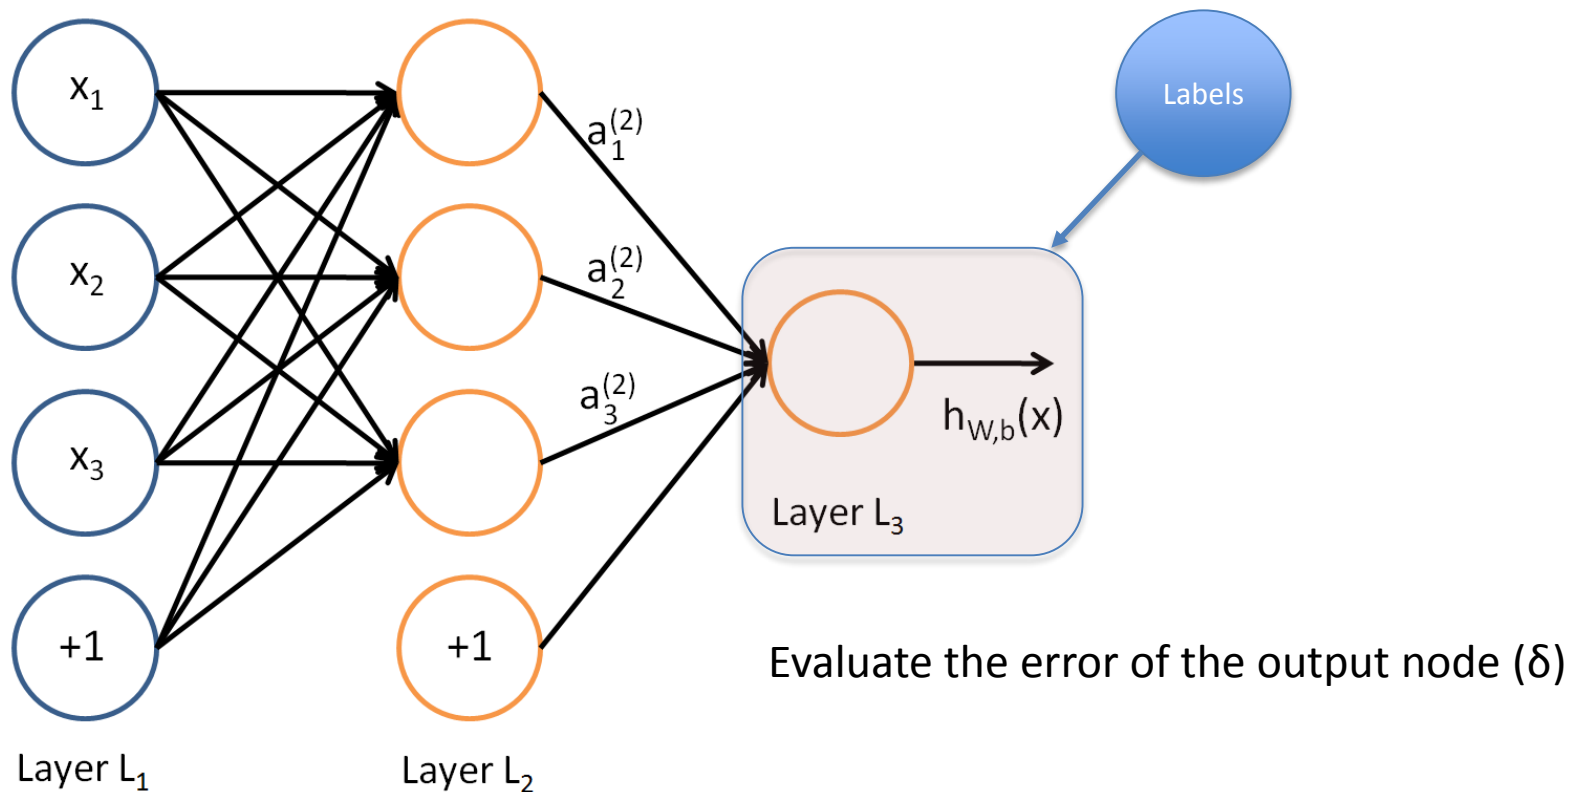 x₁
x₂
x₃
+1
Layer L₁
+1
Layer L₂
a₁⁽²⁾
a₂⁽²⁾
a₃⁽²⁾
h_W,b(x)
Layer L₃
Labels
Evaluate the error of the output node (δ)